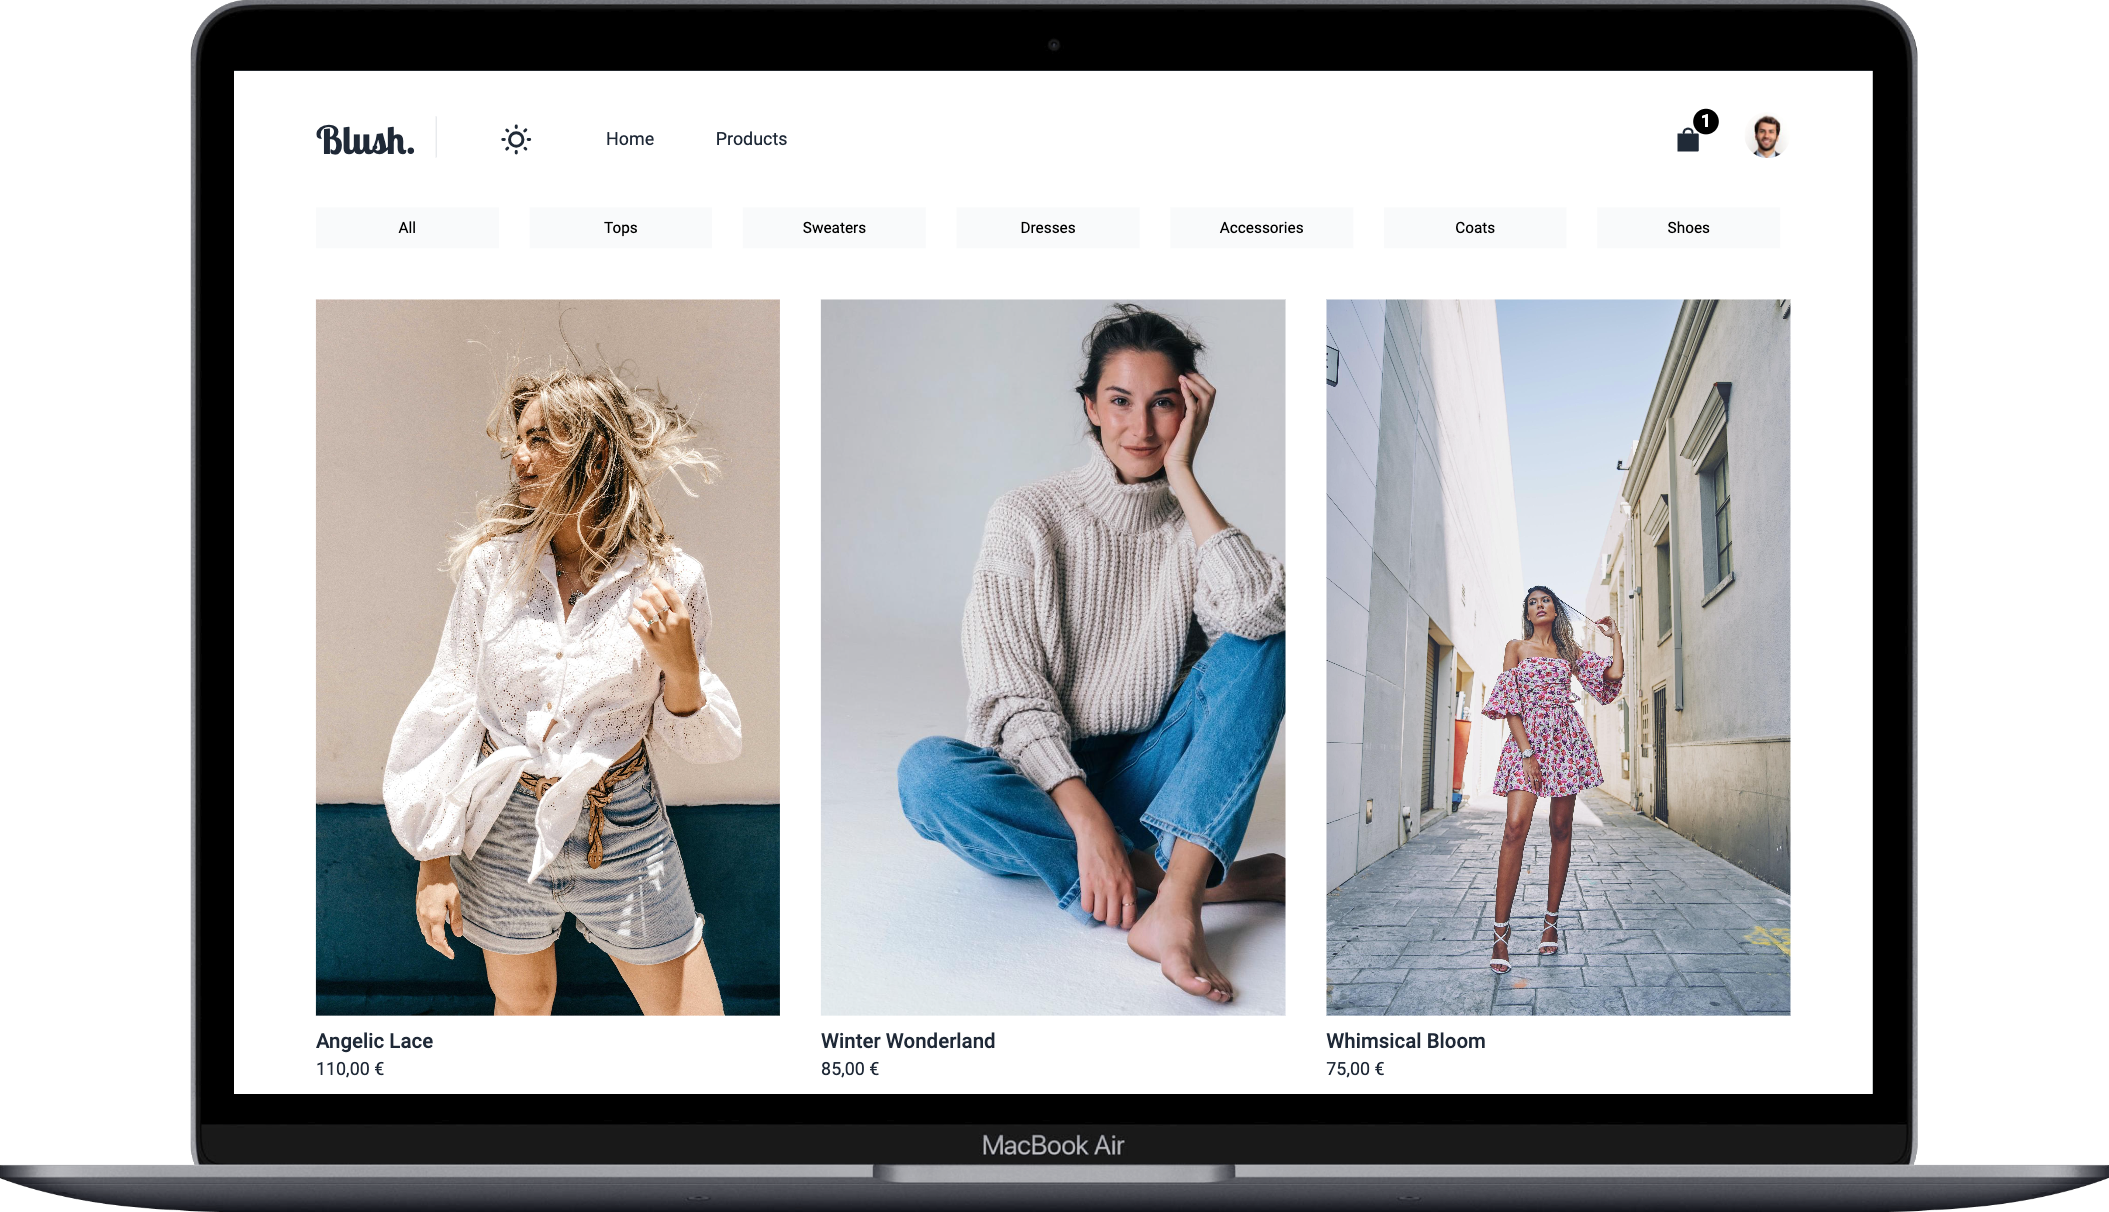 Blush.
Home
Products
1
All
Tops
Sweaters
Dresses
Accessories
Coats
Shoes
Angelic Lace
110,00 €
Winter Wonderland
85,00 €
Whimsical Bloom
75,00 €
MacBook Air